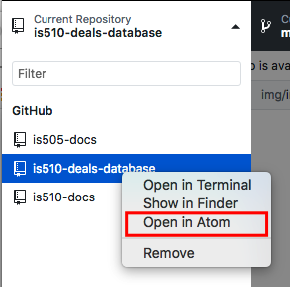 Current Repository
is510-deals-database
Filter
GitHub
is505-docs
is510-deals-database
is510-docs
Open in Terminal
Show in Finder
Open in Atom
Remove
m
o is ava
img/i